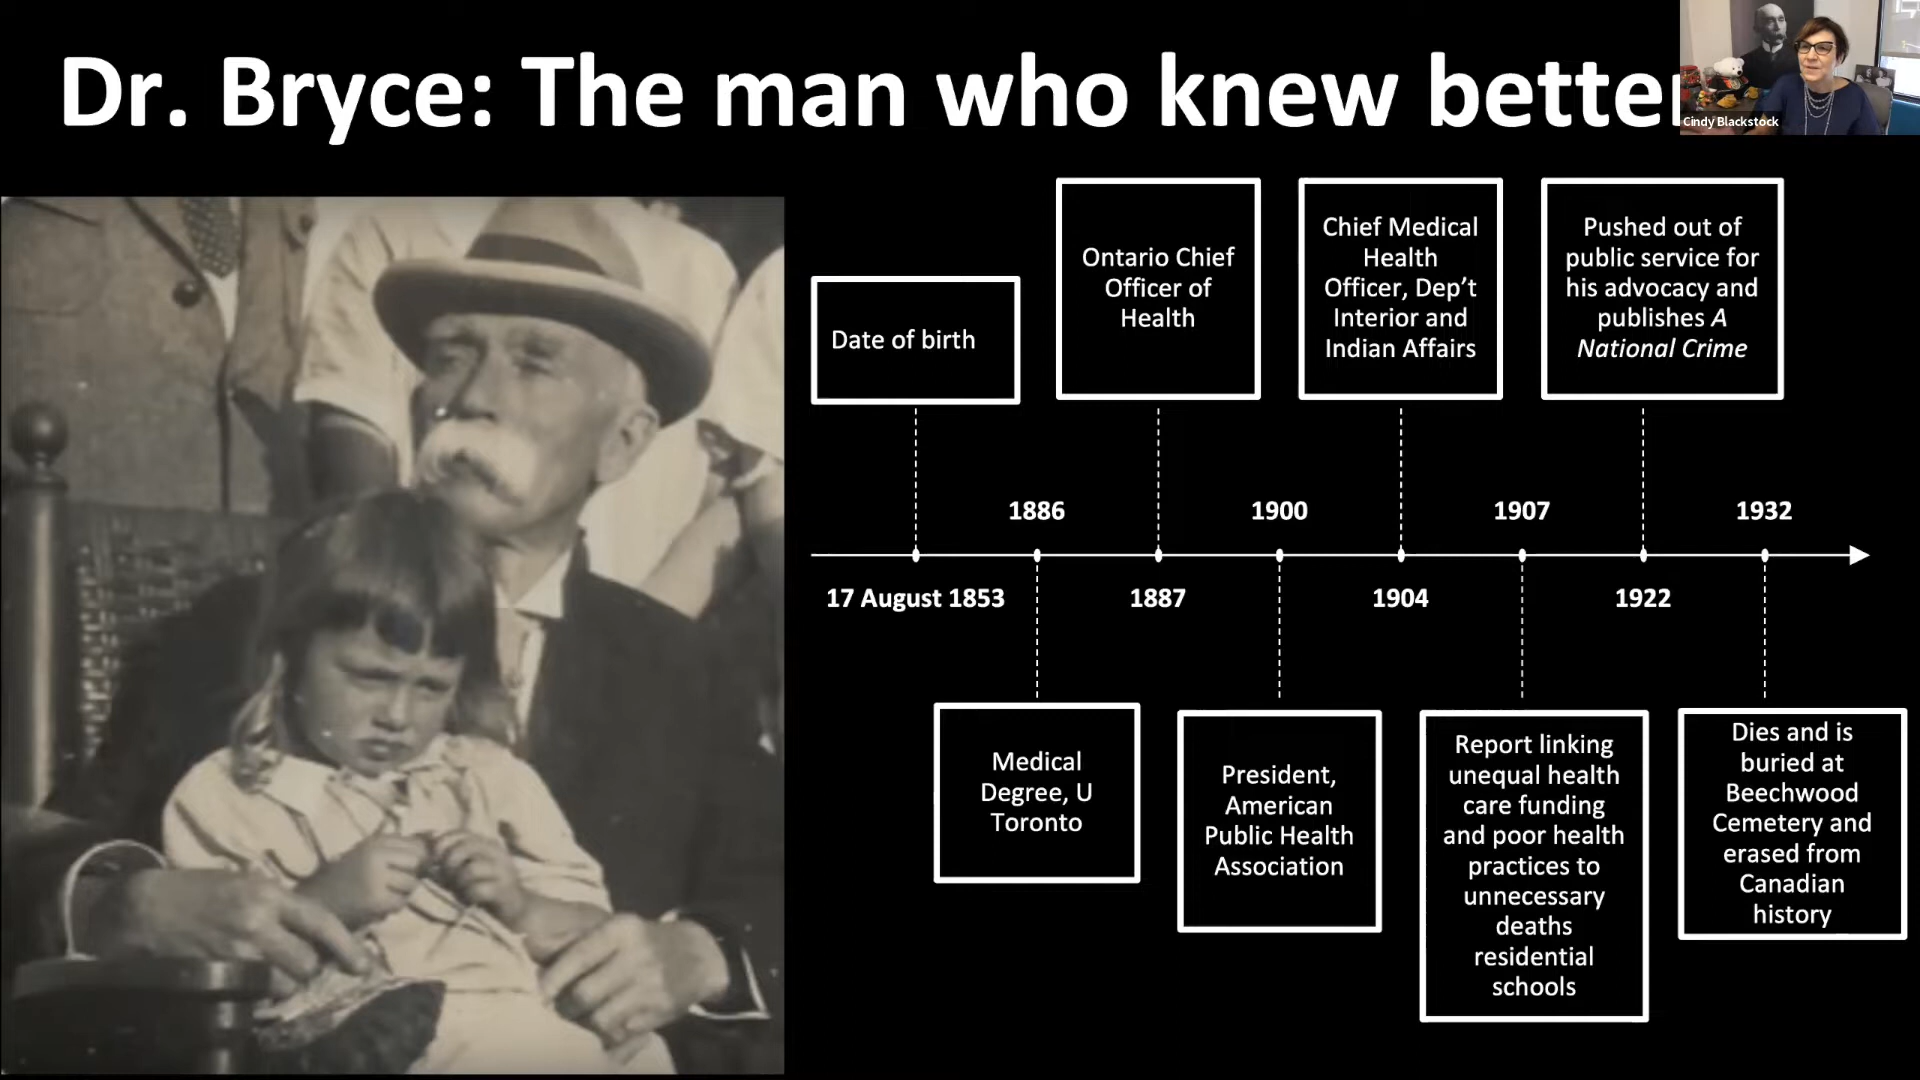 Dr. Bryce: The man who knew better
Cindy Blackstock
Date of birth
Ontario Chief
Officer of
Health
Chief Medical
Health
Officer, Dep't
Interior and
Indian Affairs
Pushed out of
public service for
his advocacy and
publishes A
National Crime
1886
1900
1907
1932
17 August 1853
1887
1904
1922
Medical
Degree, U
Toronto
President,
American
Public Health
Association
Report linking
unequal health
care funding
and poor health
practices to
unnecessary
deaths
residential
schools
Dies and is
buried at
Beechwood
Cemetery and
erased from
Canadian
history